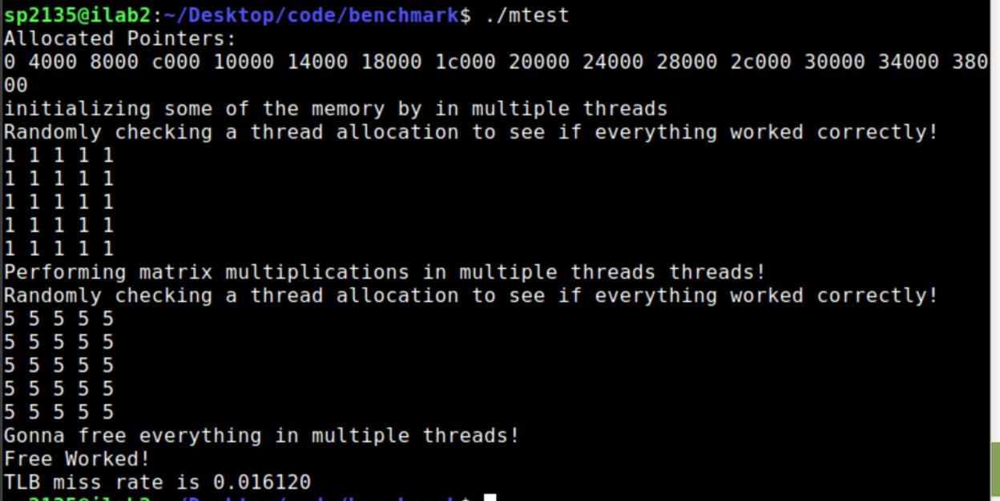 sp2135@ilab2:~/Desktop/code/benchmark$ ./mtest
Allocated Pointers:
0 4000 8000 c000 10000 14000 18000 1c000 20000 24000 28000 2c000 30000 34000 380
00
initializing some of the memory by in multiple threads
Randomly checking a thread allocation to see if everything worked correctly!
1 1 1 1 1
1 1 1 1 1
1 1 1 1 1
1 1 1 1 1
1 1 1 1 1
Performing matrix multiplications in multiple threads threads!
Randomly checking a thread allocation to see if everything worked correctly!
5 5 5 5 5
5 5 5 5 5
5 5 5 5 5
5 5 5 5 5
5 5 5 5 5
Gonna free everything in multiple threads!
Free Worked!
TLB miss rate is 0.016120
sp2135@ilab2:~/Desktop/code/benchmark$